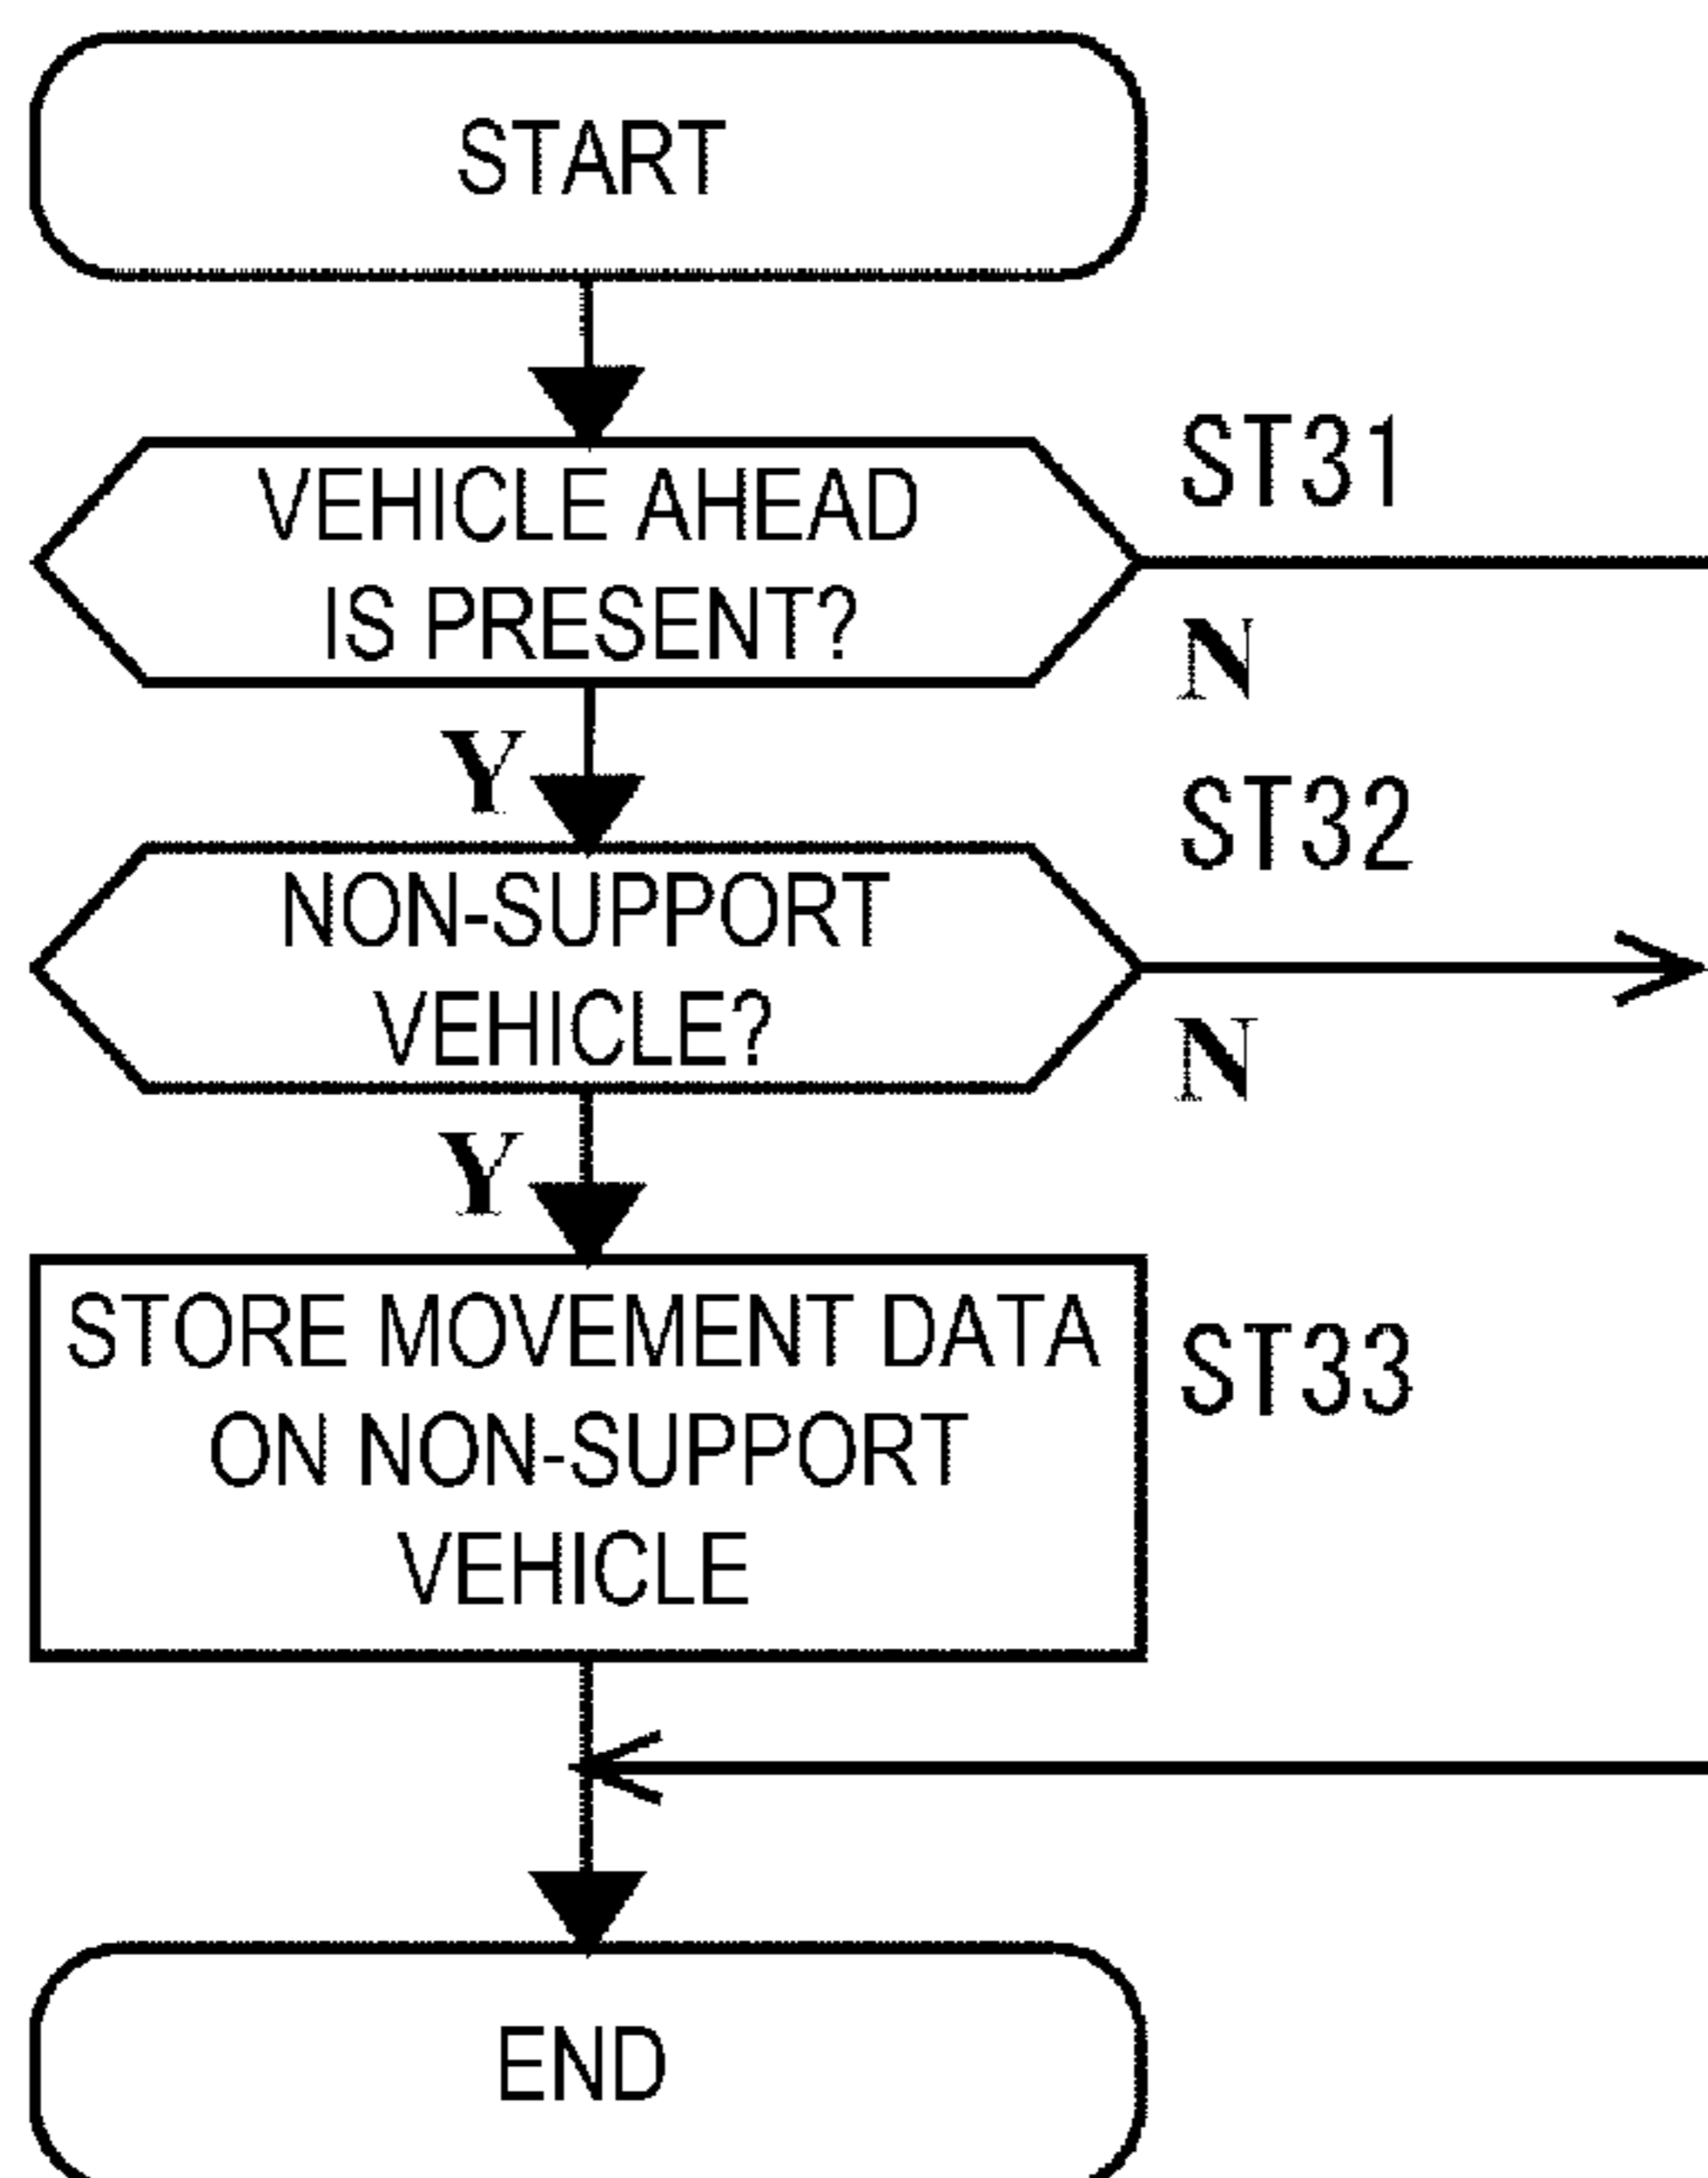 START
ST31
VEHICLE AHEAD
IS PRESENT?
N
Y
ST32
NON-SUPPORT
VEHICLE?
N
Y
STORE MOVEMENT DATA
ST33
ON NON-SUPPORT
VEHICLE
END